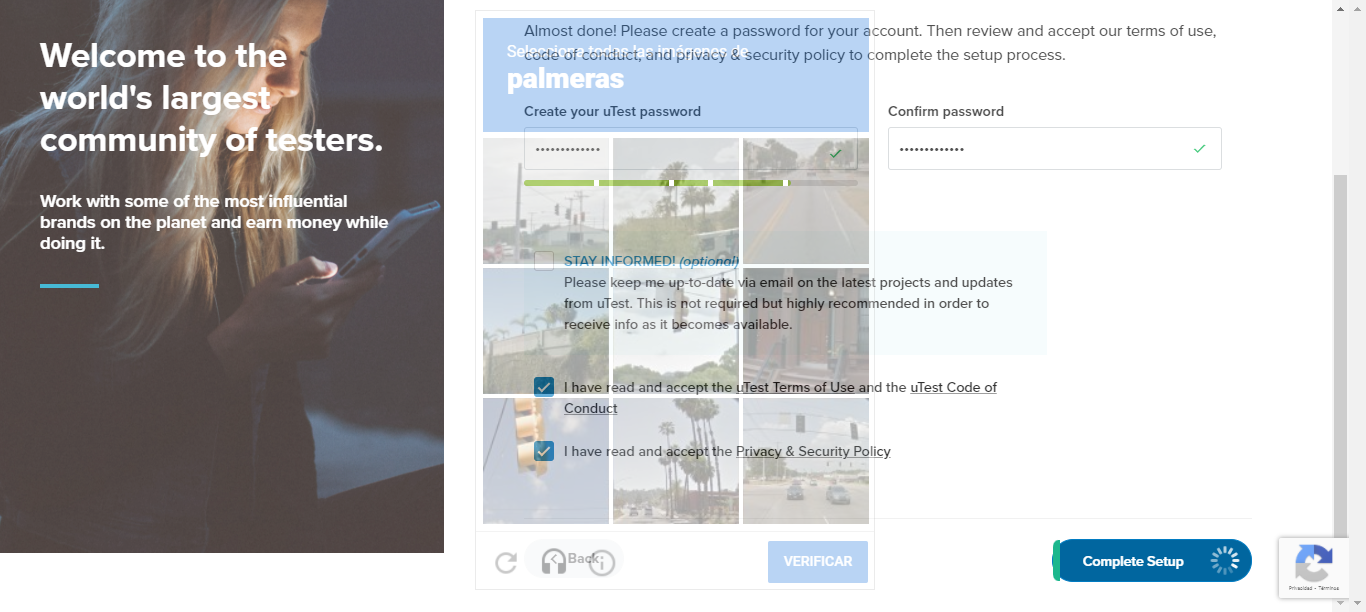 Welcome to the
world's largest
community of testers.
Work with some of the most influential
brands on the planet and earn money while
doing it.
Almost done! Please create a password for your account. Then review and accept our terms of use,
code of conduct, and privacy & security policy to complete the setup process.
Selecciona todas las imágenes de
palmeras
Create your uTest password
Confirm password
STAY INFORMED! (optional)
Please keep me up-to-date via email on the latest projects and updates
from uTest. This is not required but highly recommended in order to
receive info as it becomes available.
I have read and accept the uTest Terms of Use and the uTest Code of
Conduct
I have read and accept the Privacy & Security Policy
Back
VERIFICAR
Complete Setup
Privacidad - Términos